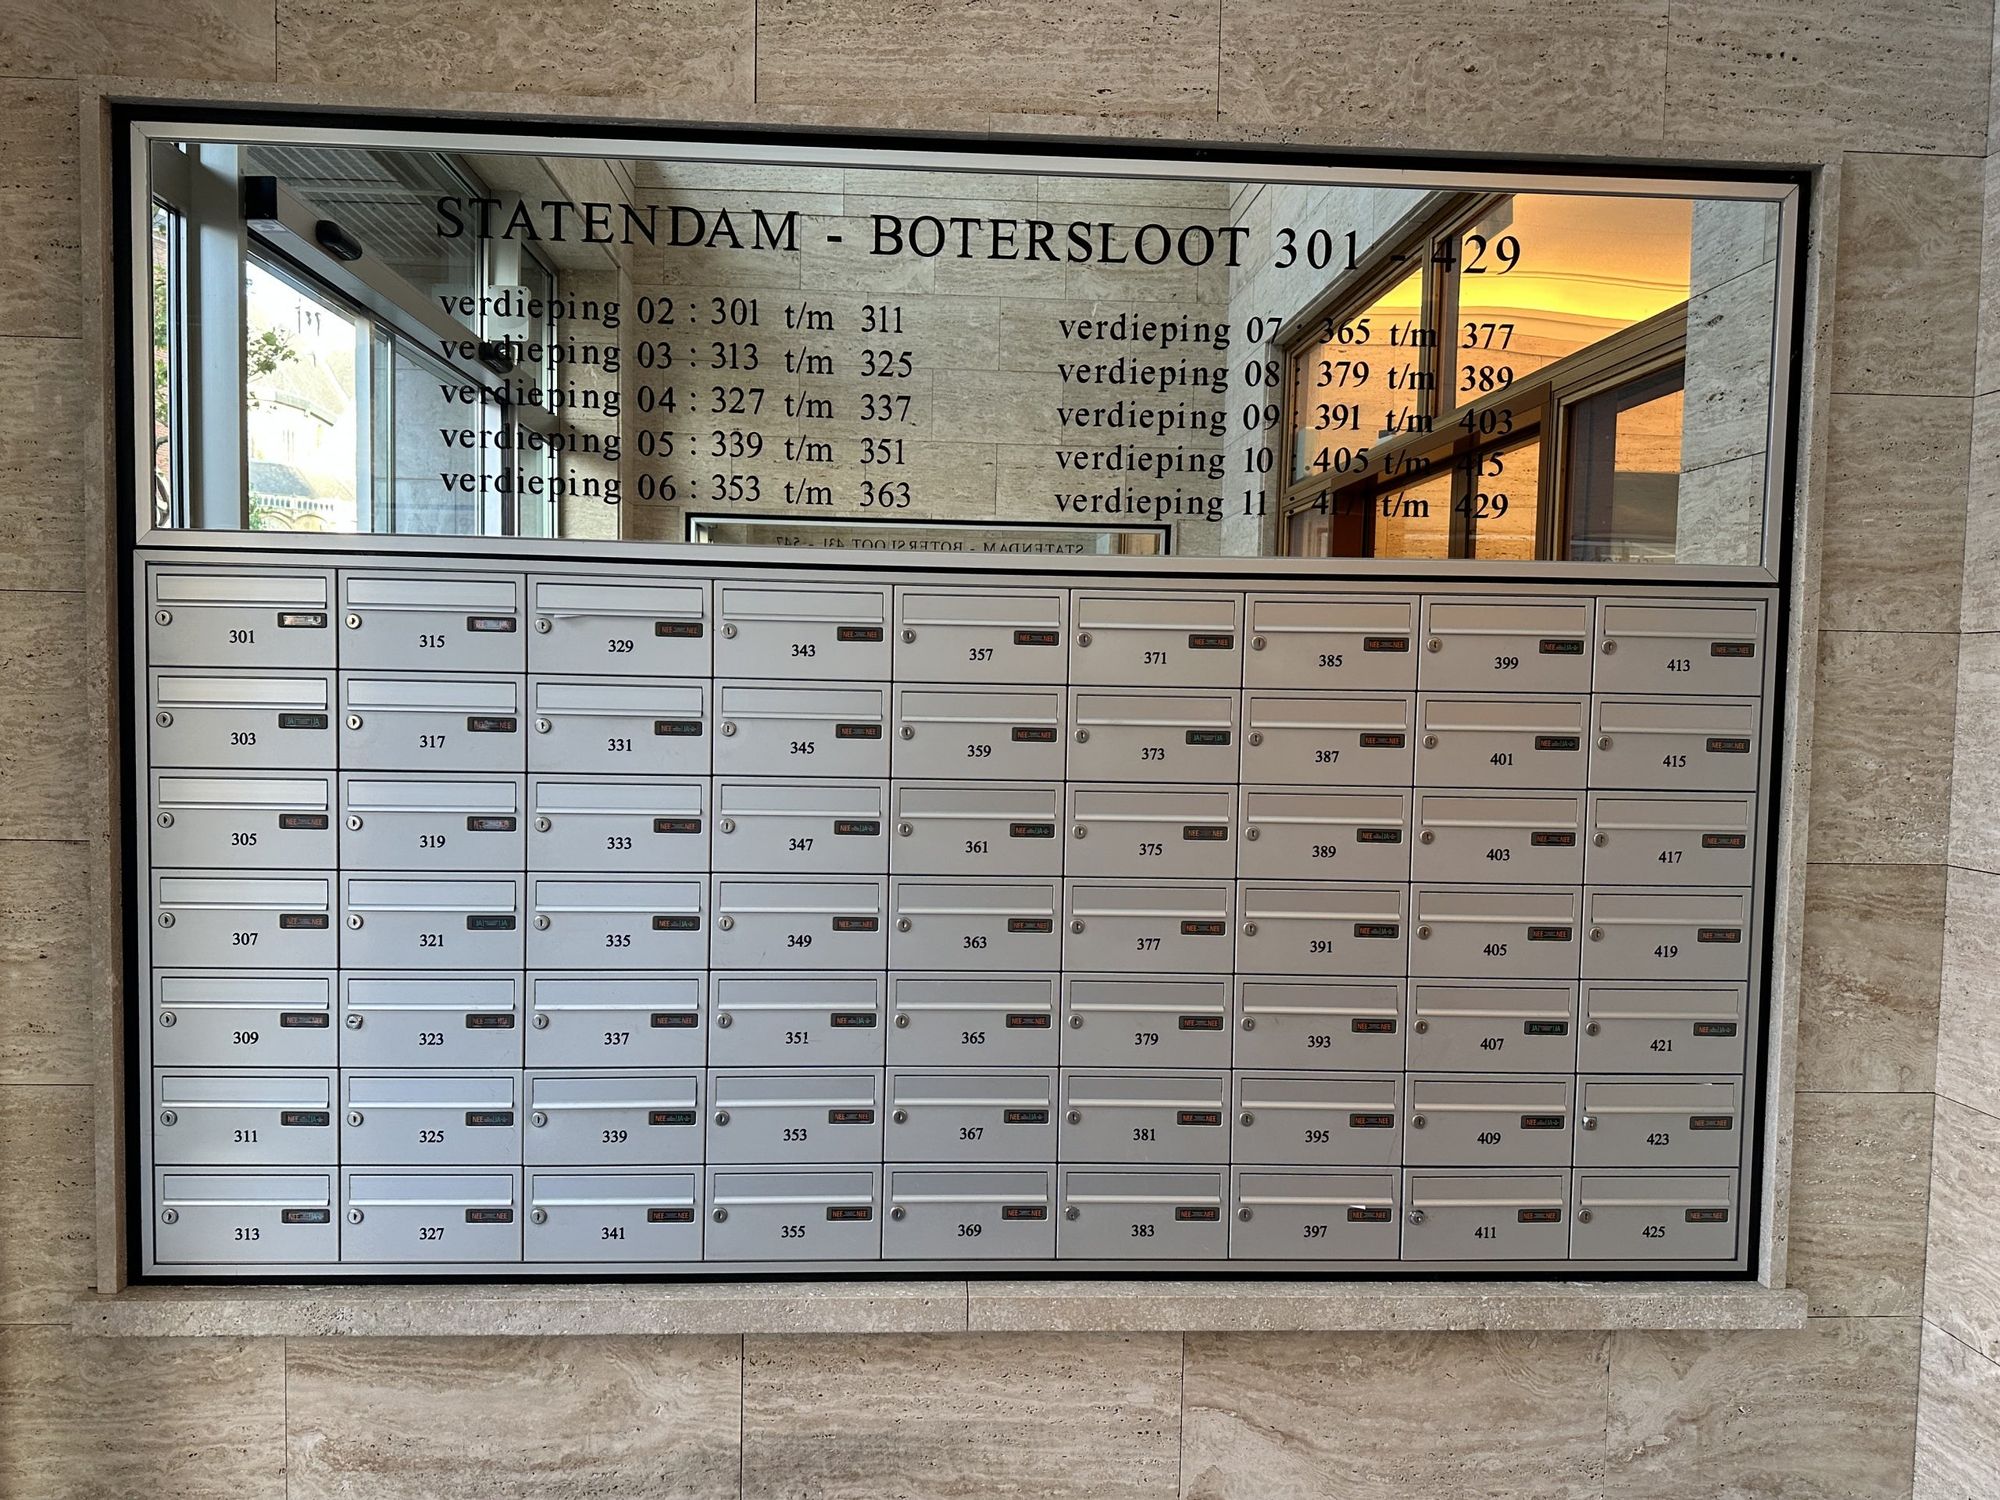 STATENDAM - BOTERSLOOT 301 - 429
verdieping 02 : 301 t/m 311
verdieping 03 : 313 t/m 325
verdieping 04 : 327 t/m 337
verdieping 05 : 339 t/m 351
verdieping 06 : 353 t/m 363
verdieping 07 : 365 t/m 377
verdieping 08 : 379 t/m 389
verdieping 09 : 391 t/m 403
verdieping 10 : 405 t/m 415
verdieping 11 : 417 t/m 429
STATENDAM - BOTERSLOOT 431 - 547
301 315 329 343 357 371 385 399 413
303 317 331 345 359 373 387 401 415
305 319 333 347 361 375 389 403 417
307 321 335 349 363 377 391 405 419
309 323 337 351 365 379 393 407 421
311 325 339 353 367 381 395 409 423
313 327 341 355 369 383 397 411 425